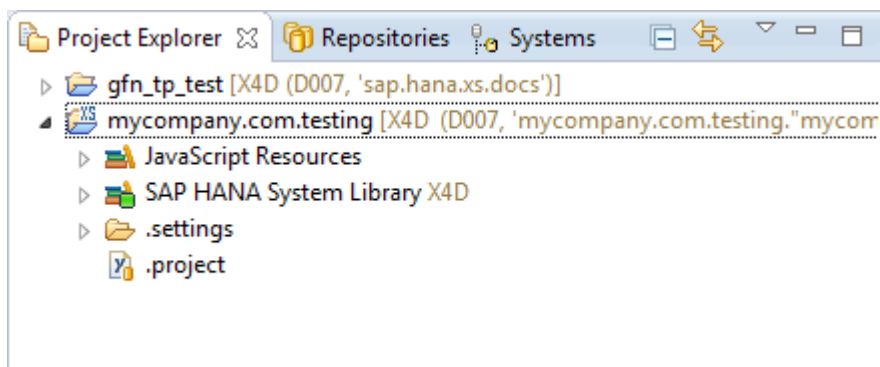 Project Explorer Repositories Systems
gfn_tp_test [X4D (D007, 'sap.hana.xs.docs')]
XS mycompany.com.testing [X4D (D007, 'mycompany.com.testing."mycom
JavaScript Resources
SAP HANA System Library X4D
.settings
.project